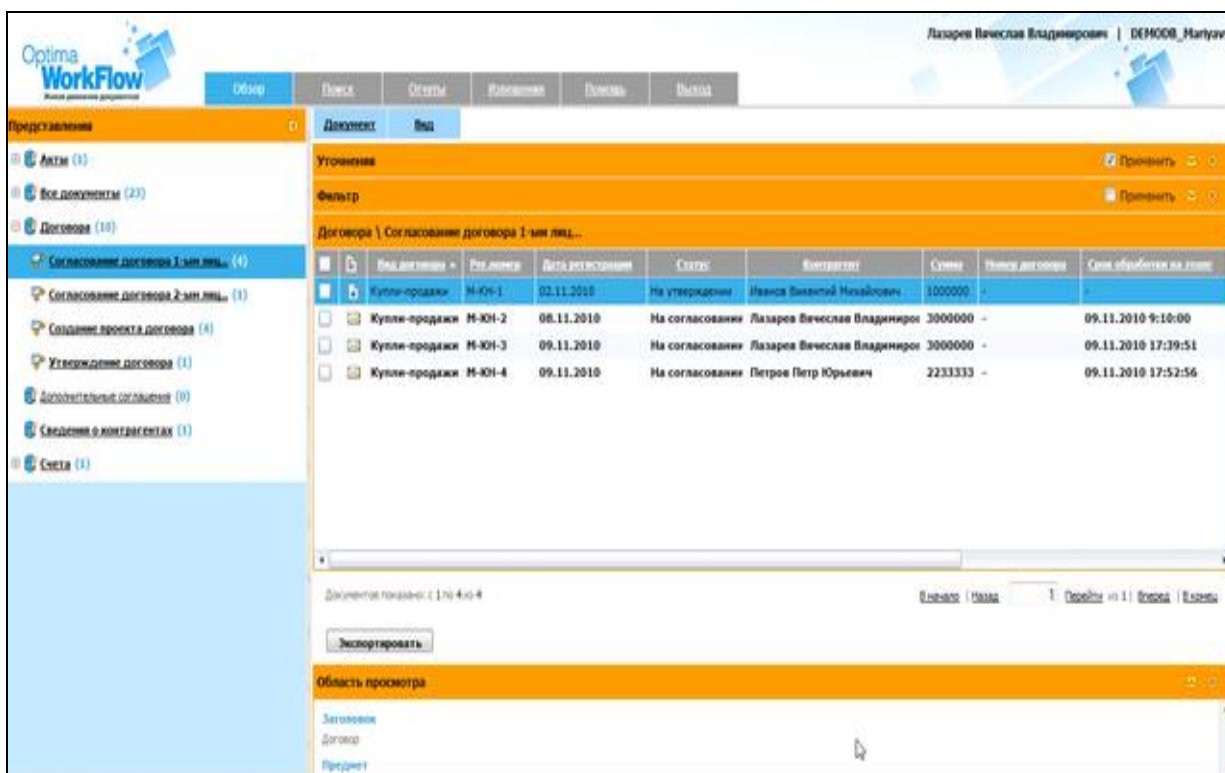 Лазарев Вячеслав Владимирович | DEMODB_Mariyav
Optima
WorkFlow
Обзор Поиск Отчеты Помощь Выход
Представления
Документ Вид
Акты (1)
Все документы (23)
Договора (10)
Согласование договора 1-ым лиц... (4)
Согласование договора 2-ым лиц... (1)
Создание проекта договора (4)
Утверждение договора (1)
Дополнительные соглашения (0)
Сведения о контрагентах (1)
Счета (1)
Уточнения Применить
Фильтр Применить
Договора \ Согласование договора 1-ым лиц...
Вид договора Рег.номер Дата регистрации Статус Контрагент Сумма Номер договора Срок обработки на этапе
Купли-продажи М-КН-1 02.11.2010 На утверждении Иванов Викентий Михайлович 1000000 - -
Купли-продажи М-КН-2 08.11.2010 На согласовании Лазарев Вячеслав Владимиров 3000000 - 09.11.2010 9:10:00
Купли-продажи М-КН-3 09.11.2010 На согласовании Лазарев Вячеслав Владимиров 3000000 - 09.11.2010 17:39:51
Купли-продажи М-КН-4 09.11.2010 На согласовании Петров Петр Юрьевич 2233333 - 09.11.2010 17:52:56
Документов показано: с 1 по 4 из 4
В начало | Назад 1 Перейти из 1 | Вперед | В конец
Экспортировать
Область просмотра
Заголовок
Договор
Предмет